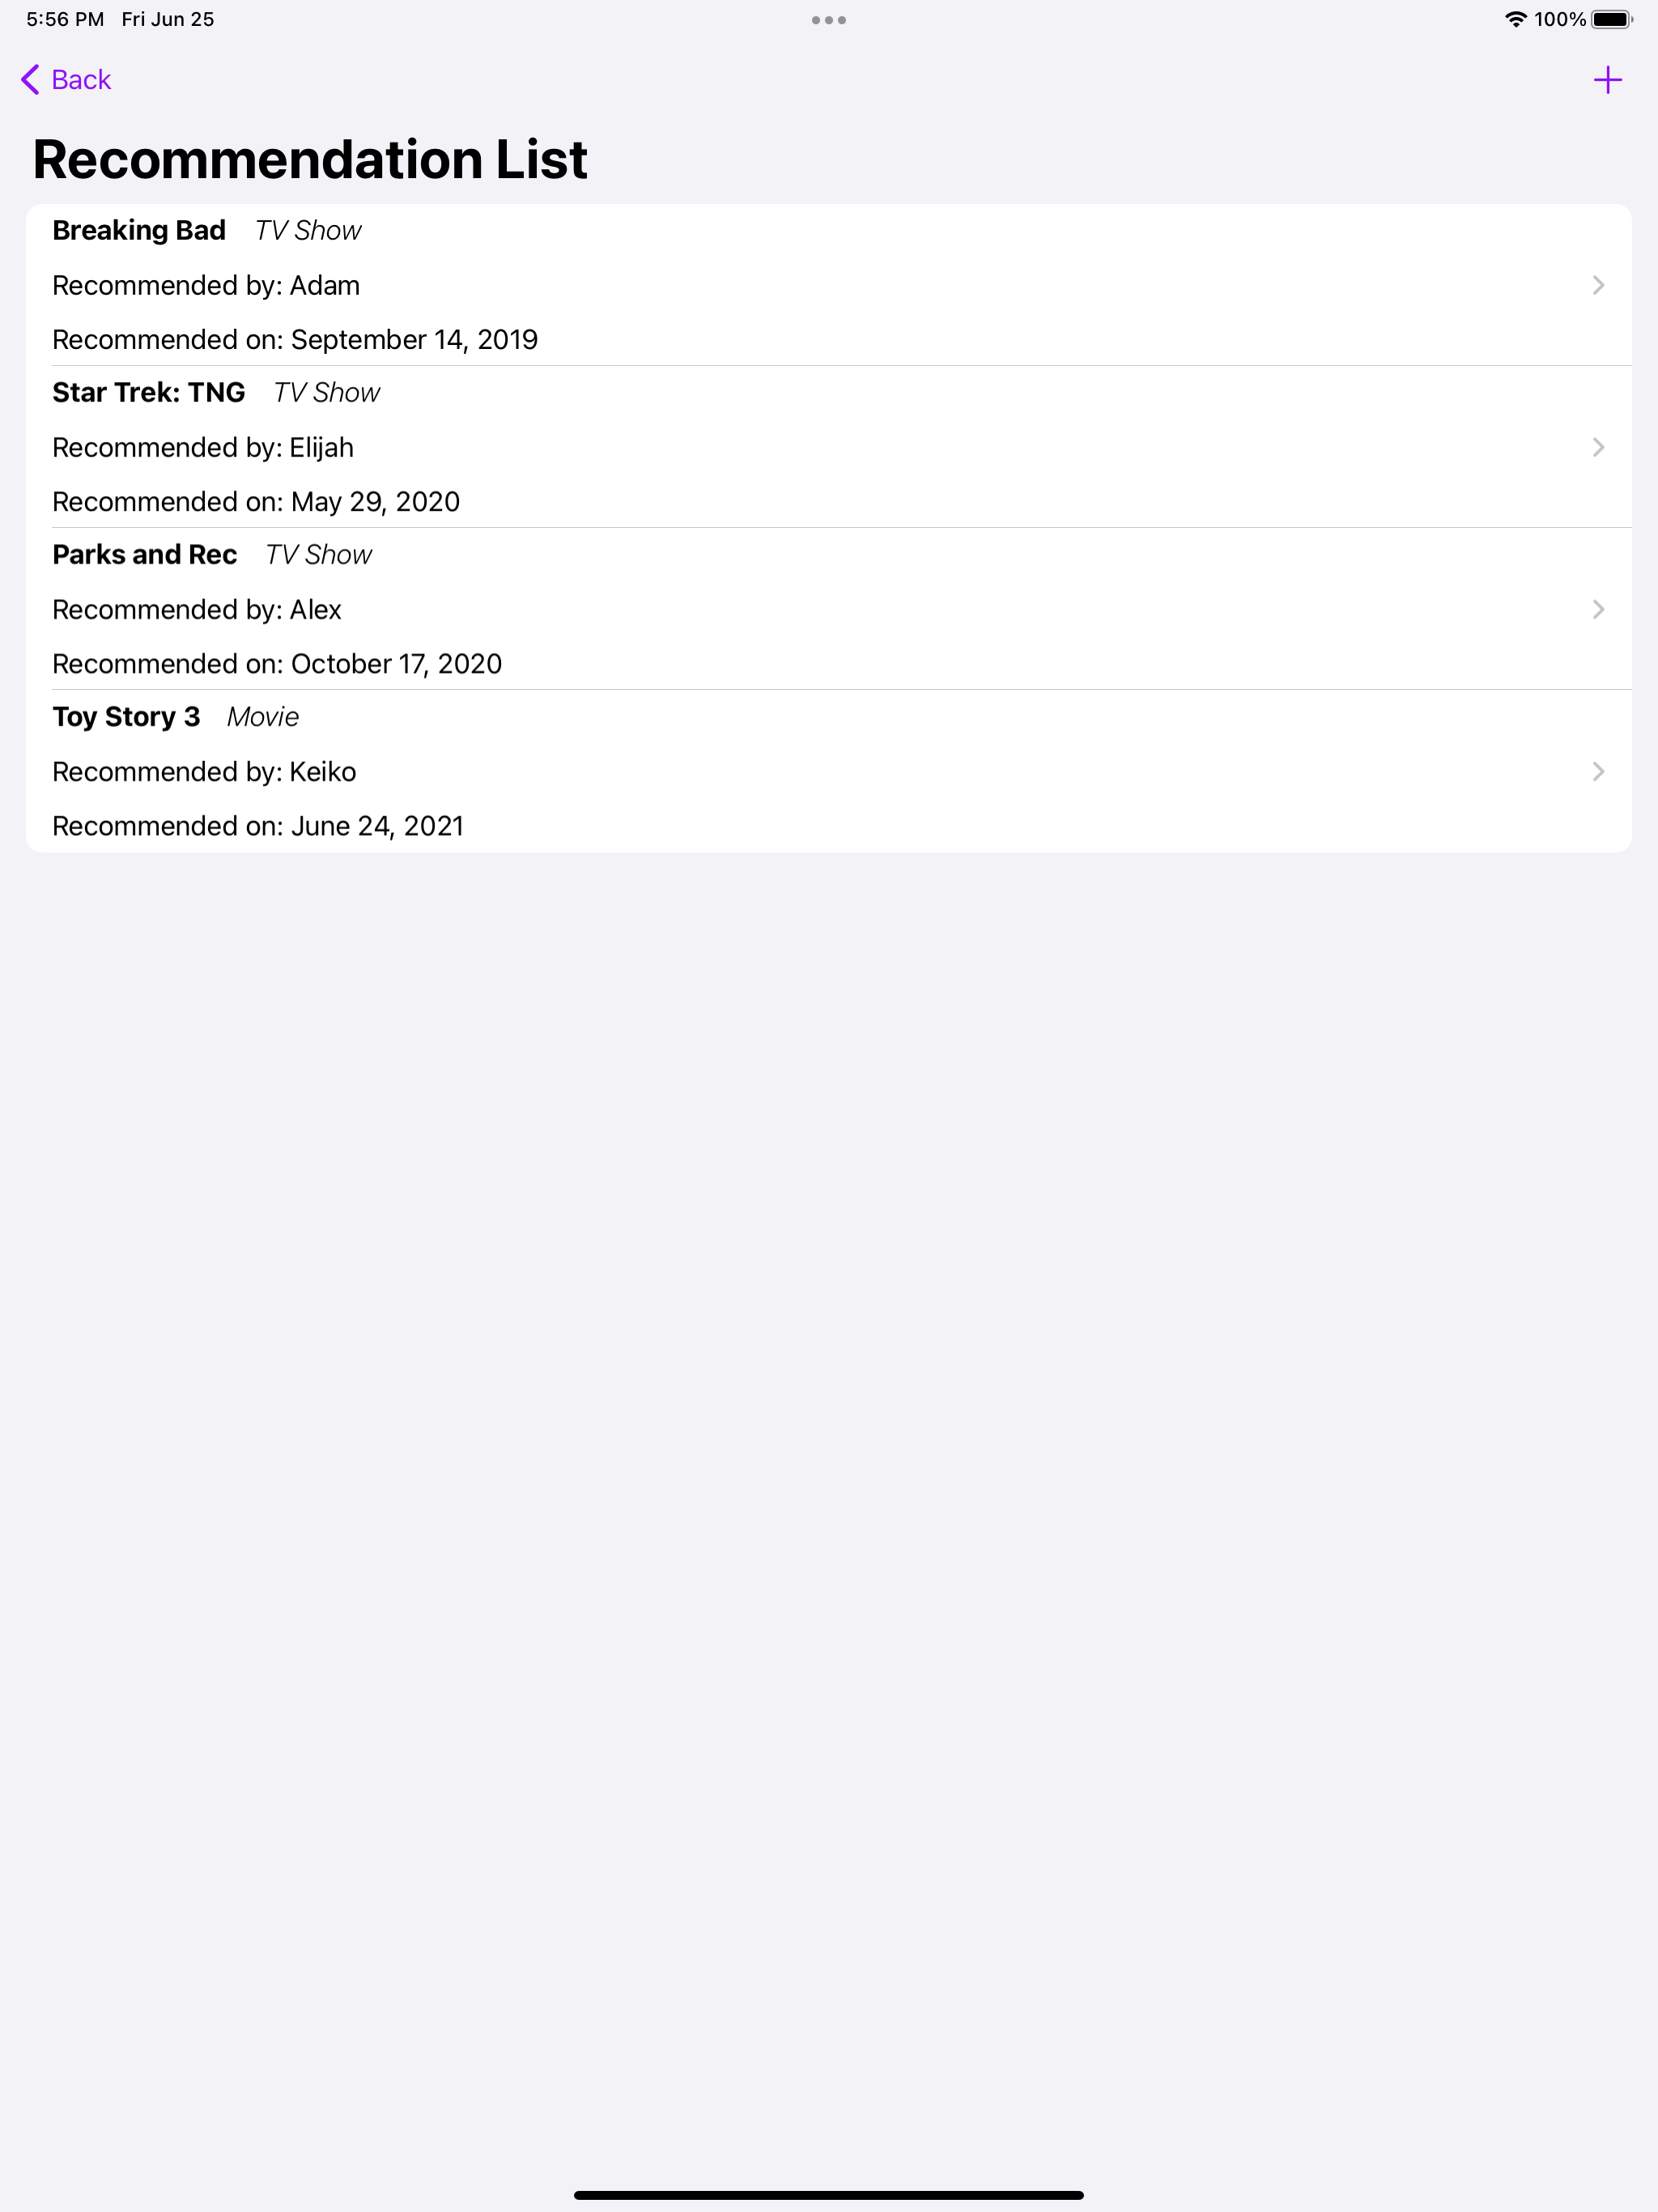 5:56 PM Fri Jun 25 100%
Back
Recommendation List
Breaking Bad TV Show
Recommended by: Adam
Recommended on: September 14, 2019
Star Trek: TNG TV Show
Recommended by: Elijah
Recommended on: May 29, 2020
Parks and Rec TV Show
Recommended by: Alex
Recommended on: October 17, 2020
Toy Story 3 Movie
Recommended by: Keiko
Recommended on: June 24, 2021